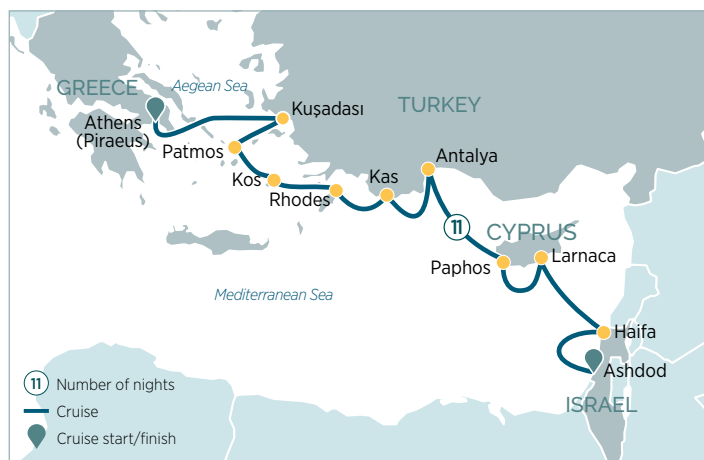 GREECE
Aegean Sea
Kuşadası
TURKEY
Athens
(Piraeus)
Patmos
Kos
Rhodes
Kas
Antalya
11
CYPRUS
Paphos
Larnaca
Mediterranean Sea
Haifa
Ashdod
ISRAEL
11 Number of nights
Cruise
Cruise start/finish